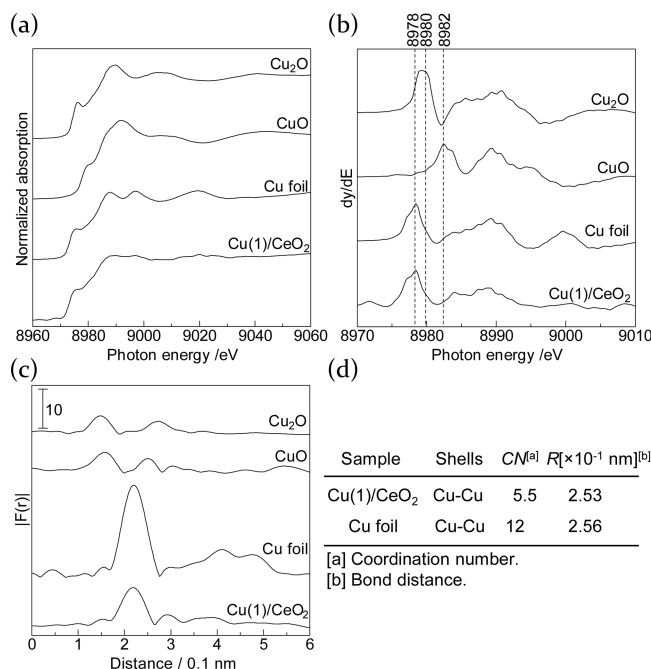 (a)
Normalized absorption
Cu₂O
CuO
Cu foil
Cu(1)/CeO₂
8960 8980 9000 9020 9040 9060
Photon energy /eV
(b)
8978 8980 8982
dy/dE
Cu₂O
CuO
Cu foil
Cu(1)/CeO₂
8970 8980 8990 9000 9010
Photon energy /eV
(c)
10
|F(r)|
Cu₂O
CuO
Cu foil
Cu(1)/CeO₂
0 1 2 3 4 5 6
Distance / 0.1 nm
(d)
Sample Shells CN[a] R[×10⁻¹ nm][b]
Cu(1)/CeO₂ Cu-Cu 5.5 2.53
Cu foil Cu-Cu 12 2.56
[a] Coordination number.
[b] Bond distance.